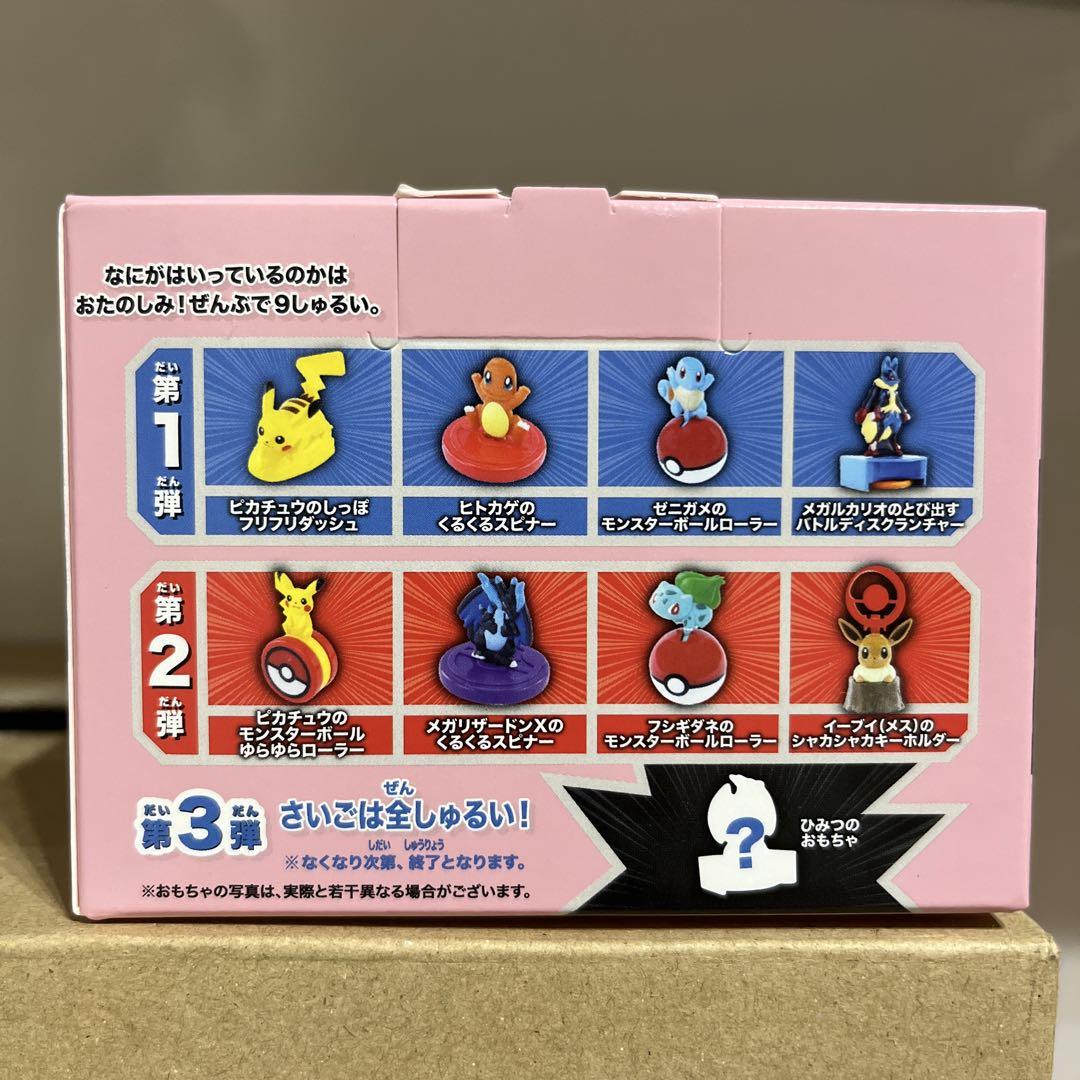 なにがはいっているのかは
おたのしみ!ぜんぶで9しゅるい。
だい
第
1
だん
弾
ピカチュウのしっぽ
フリフリダッシュ
ヒトカゲの
くるくるスピナー
ゼニガメの
モンスターボールローラー
メガルカリオのとび出す
バトルディスクランチャー
だい
第
2
だん
弾
ピカチュウの
モンスターボール
ゆらゆらローラー
メガリザードンXの
くるくるスピナー
フシギダネの
モンスターボールローラー
イーブイ(メス)の
シャカシャカキーホルダー
だい だん
第3弾
ぜん
さいごは全しゅるい!
しだい しゅうりょう
※なくなり次第、終了となります。
※おもちゃの写真は、実際と若干異なる場合がございます。
?
ひみつの
おもちゃ